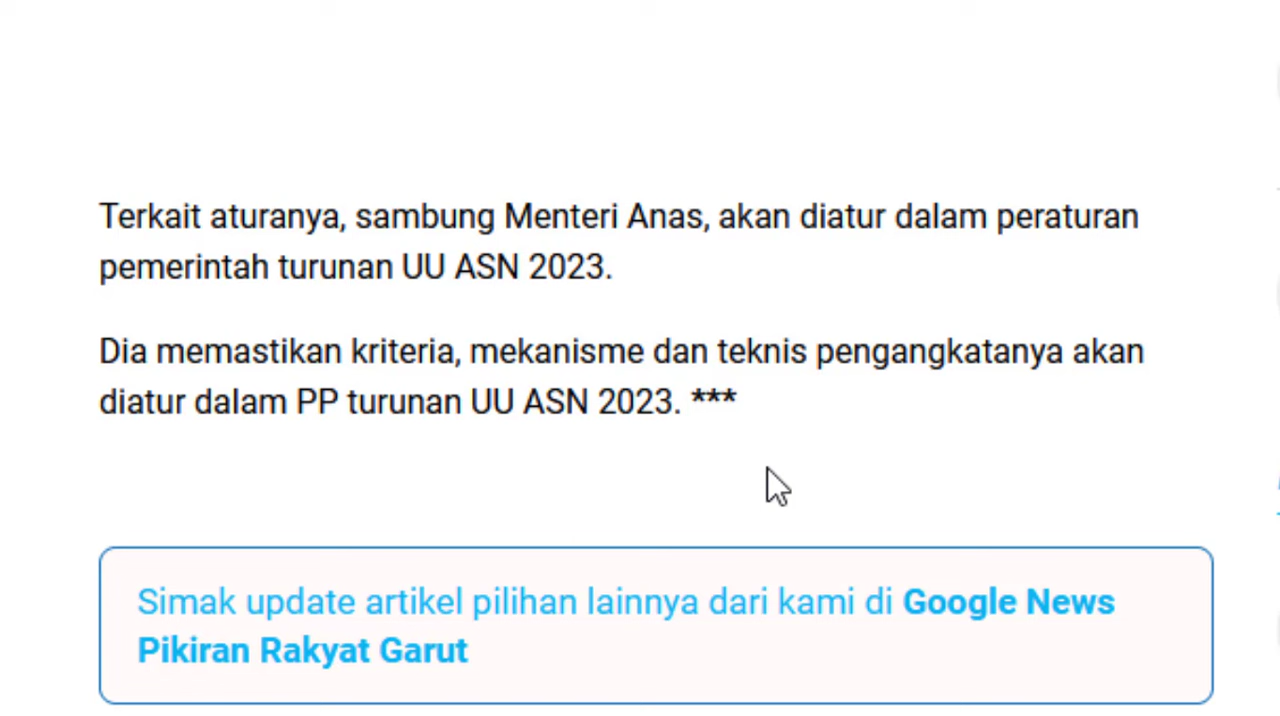 Terkait aturanya, sambung Menteri Anas, akan diatur dalam peraturan
pemerintah turunan UU ASN 2023.
Dia memastikan kriteria, mekanisme dan teknis pengangkatanya akan
diatur dalam PP turunan UU ASN 2023. ***
Simak update artikel pilihan lainnya dari kami di Google News
Pikiran Rakyat Garut